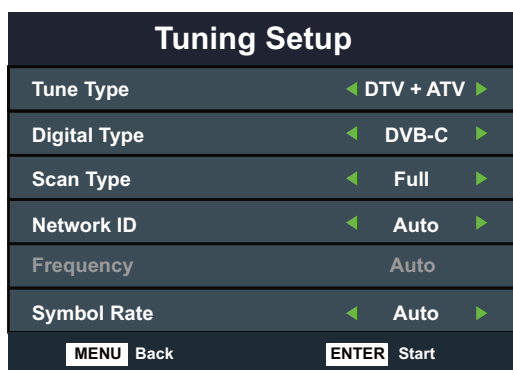 Tuning Setup
Tune Type DTV + ATV
Digital Type DVB-C
Scan Type Full
Network ID Auto
Frequency Auto
Symbol Rate Auto
MENU Back ENTER Start